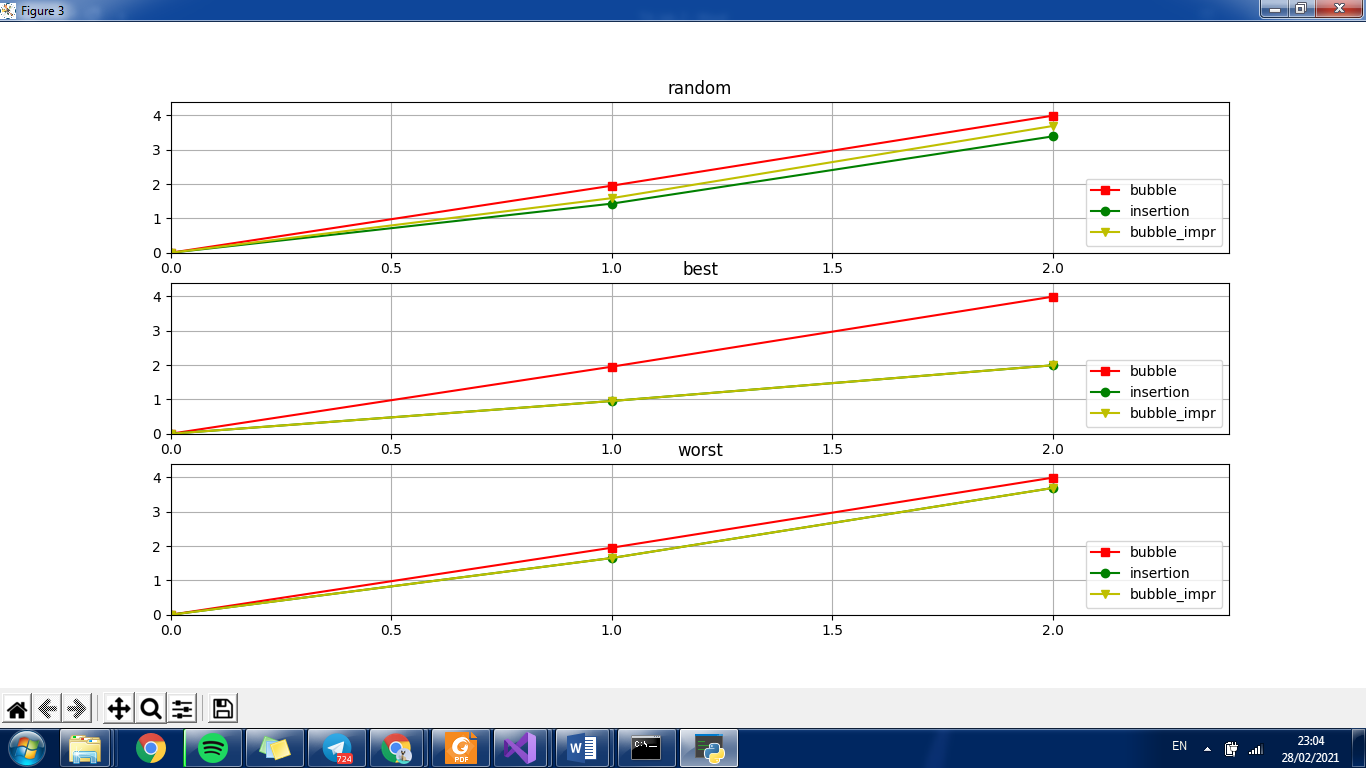 Figure 3
random
4
3
2
1
0
0.0 0.5 1.0 1.5 2.0
bubble
insertion
bubble_impr
best
4
3
2
1
0
0.0 0.5 1.0 1.5 2.0
bubble
insertion
bubble_impr
worst
4
3
2
1
0
0.0 0.5 1.0 1.5 2.0
bubble
insertion
bubble_impr
724
PDF
W
C:\
EN
23:04
28/02/2021